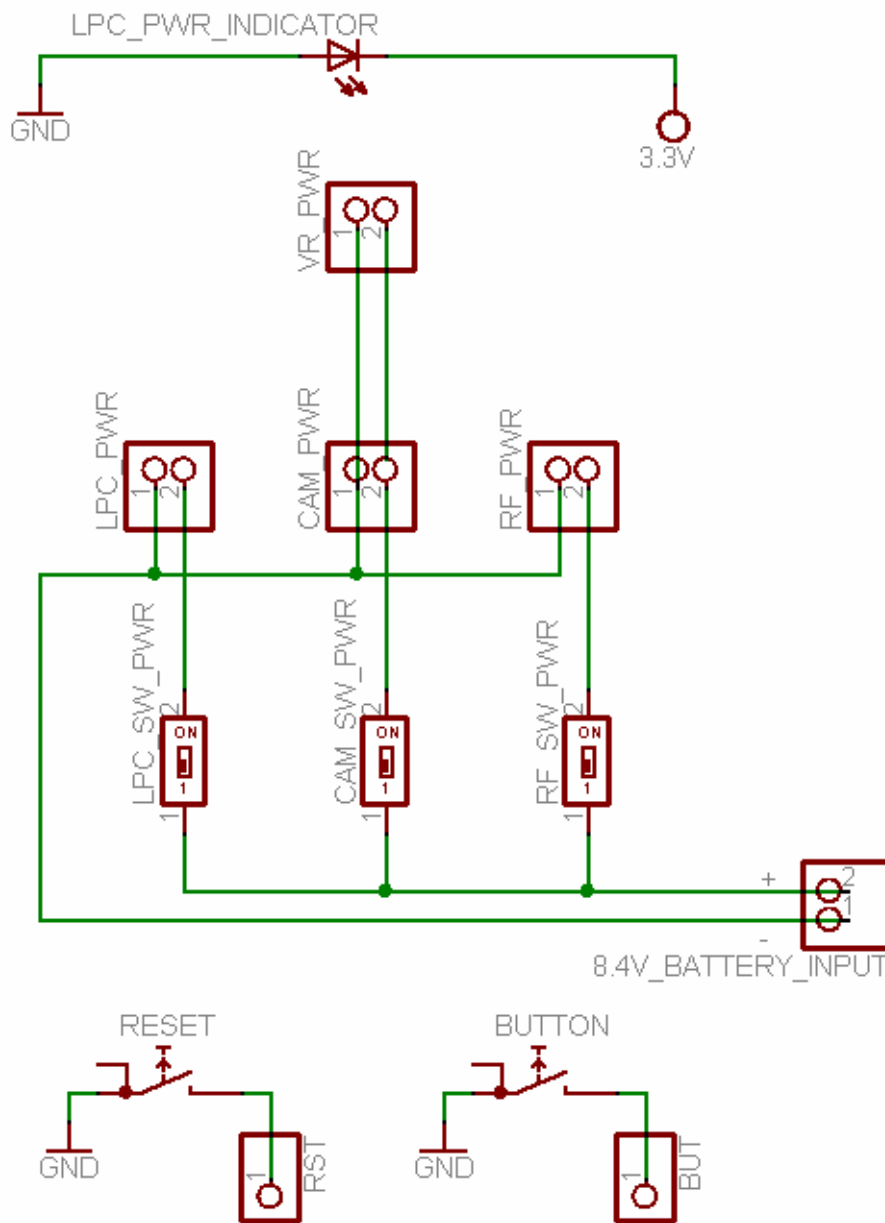 LPC_PWR_INDICATOR
GND
3.3V
VR_PWR
1
2
LPC_PWR
1
2
CAM_PWR
1
2
RF_PWR
1
2
LPC_SW_PWR
2
ON
1
1
CAM_SW_PWR
2
ON
1
1
RF_SW_PWR
2
ON
1
1
+
2
1
-
8.4V_BATTERY_INPUT
RESET
GND
1
RST
BUTTON
GND
1
BUT